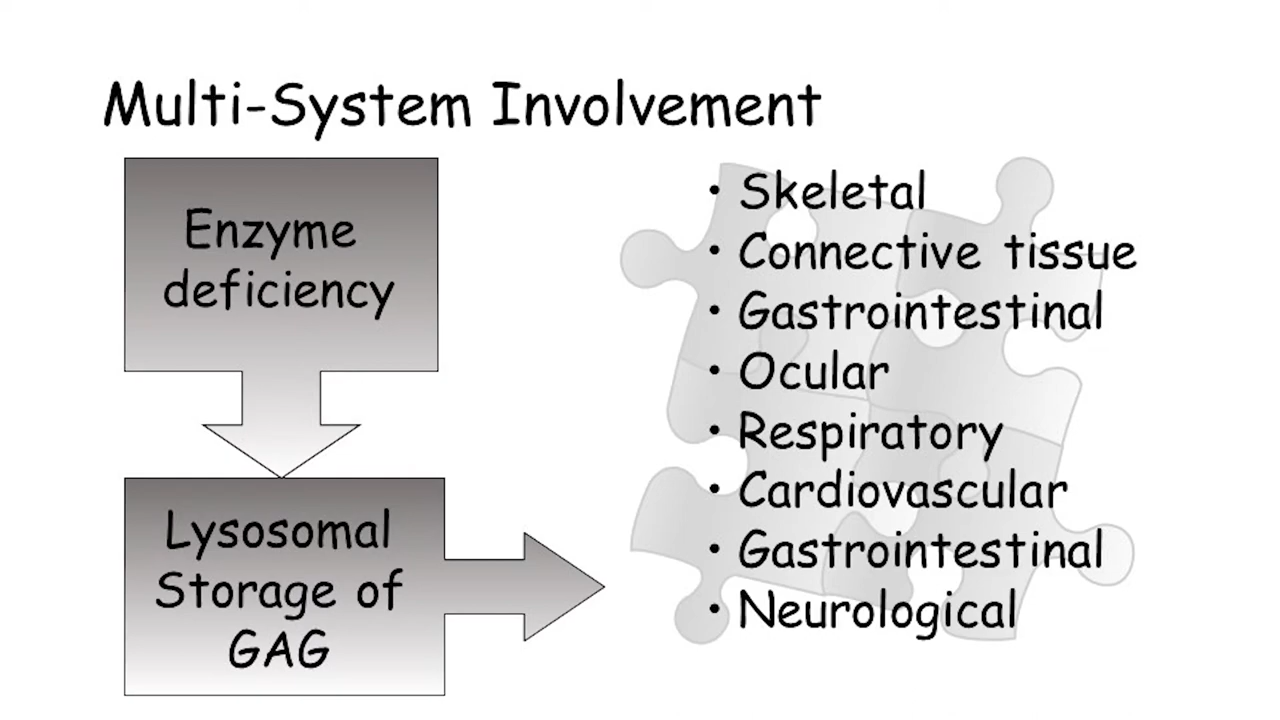 Multi-System Involvement
Enzyme
deficiency
Lysosomal
Storage of
GAG
• Skeletal
• Connective tissue
• Gastrointestinal
• Ocular
• Respiratory
• Cardiovascular
• Gastrointestinal
• Neurological